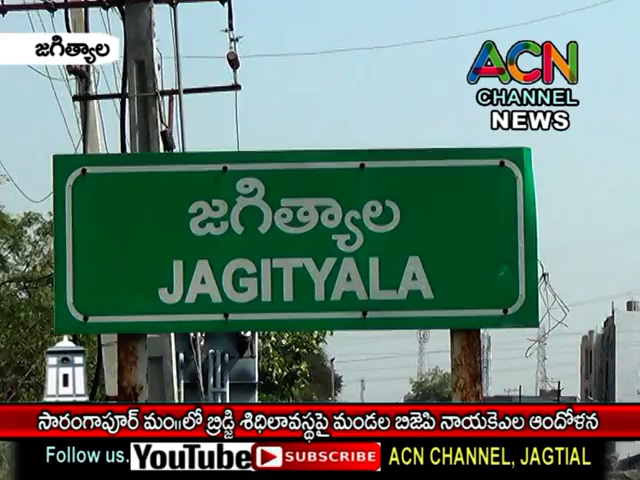 జగిత్యాల
ACN
CHANNEL
NEWS
జగిత్యాల
JAGITYALA
సారంగాపూర్ మం॥లో బ్రిడ్జి శిధిలావస్థపై మండల బిజెపి నాయకుల ఆందోళన
Follow us. YouTube SUBSCRIBE ACN CHANNEL, JAGTIAL